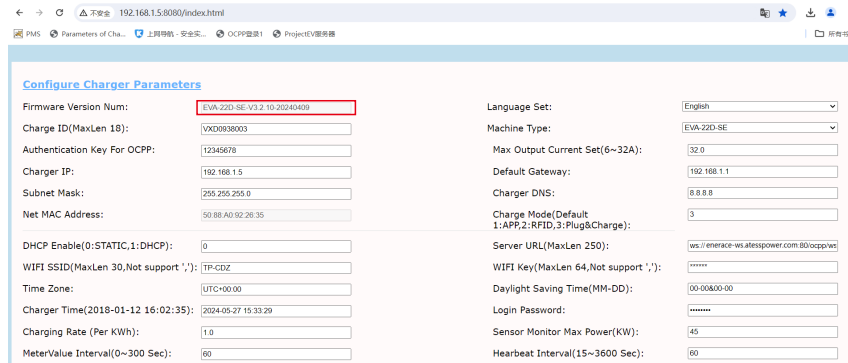 不安全 192.168.1.5:8080/index.html
PMS Parameters of Cha... 上网导航 - 安全实... OCPP登录1 ProjectEV服务器 所有书
Configure Charger Parameters
Firmware Version Num: EVA-22D-SE-V3.2.10-20240409 Language Set: English
Charge ID(MaxLen 18): VXD0938003 Machine Type: EVA-22D-SE
Authentication Key For OCPP: 12345678 Max Output Current Set(6~32A): 32.0
Charger IP: 192.168.1.5 Default Gateway: 192.168.1.1
Subnet Mask: 255.255.255.0 Charger DNS: 8.8.8.8
Net MAC Address: 50:88:A0:92:26:35 Charge Mode(Default
1:APP,2:RFID,3:Plug&Charge): 3
DHCP Enable(0:STATIC,1:DHCP): 0 Server URL(MaxLen 250): ws://enerace-ws.atesspower.com:80/ocpp/ws
WIFI SSID(MaxLen 30,Not support ','): TP-CDZ WIFI Key(MaxLen 64,Not support ','): ******
Time Zone: UTC+00:00 Daylight Saving Time(MM-DD): 00-00&00-00
Charger Time(2018-01-12 16:02:35): 2024-05-27 15:33:29 Login Password: ••••••••
Charging Rate (Per KWh): 1.0 Sensor Monitor Max Power(KW): 45
MeterValue Interval(0~300 Sec): 60 Hearbeat Interval(15~3600 Sec): 60